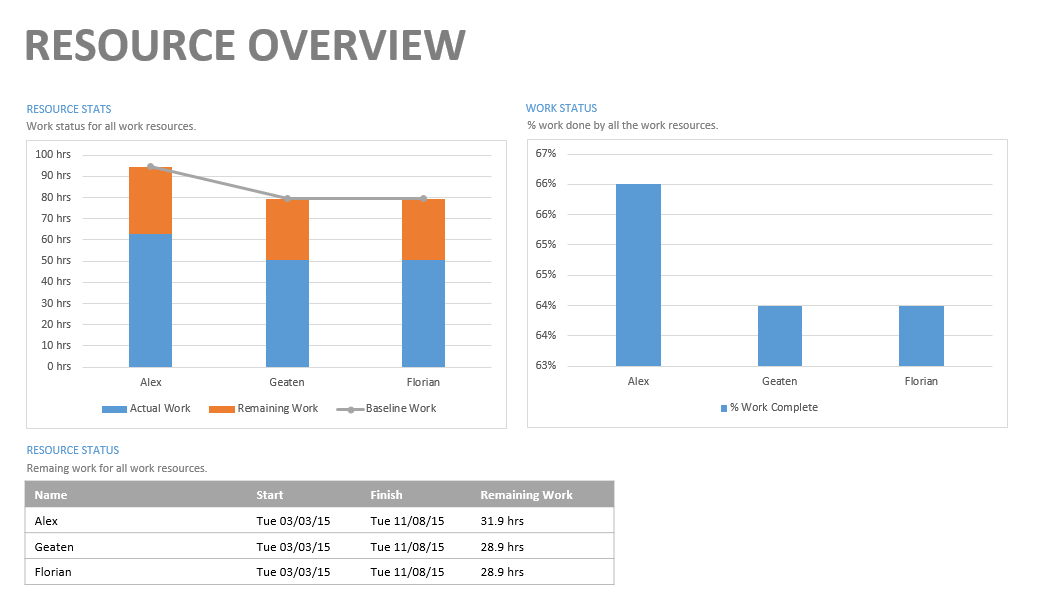 RESOURCE OVERVIEW
RESOURCE STATS
Work status for all work resources.
100 hrs
90 hrs
80 hrs
70 hrs
60 hrs
50 hrs
40 hrs
30 hrs
20 hrs
10 hrs
0 hrs
Alex Geaten Florian
Actual Work Remaining Work Baseline Work
WORK STATUS
% work done by all the work resources.
67%
66%
66%
65%
65%
64%
64%
63%
Alex Geaten Florian
% Work Complete
RESOURCE STATUS
Remaing work for all work resources.
Name Start Finish Remaining Work
Alex Tue 03/03/15 Tue 11/08/15 31.9 hrs
Geaten Tue 03/03/15 Tue 11/08/15 28.9 hrs
Florian Tue 03/03/15 Tue 11/08/15 28.9 hrs